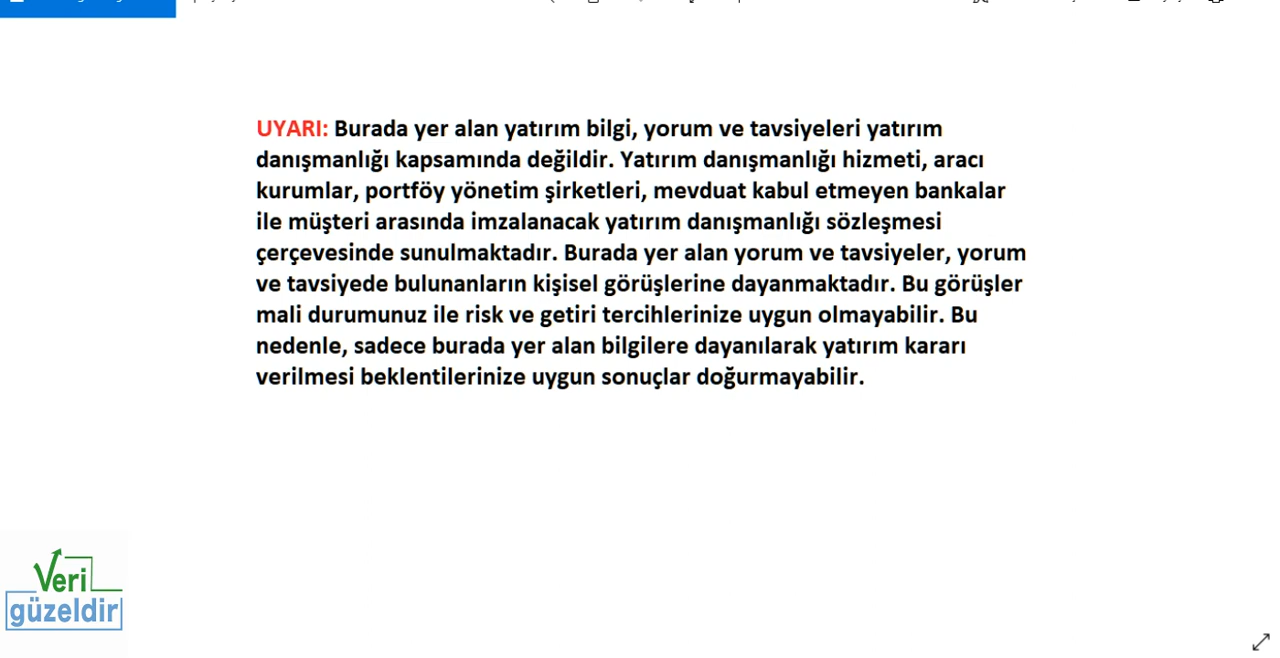 UYARI: Burada yer alan yatırım bilgi, yorum ve tavsiyeleri yatırım
danışmanlığı kapsamında değildir. Yatırım danışmanlığı hizmeti, aracı
kurumlar, portföy yönetim şirketleri, mevduat kabul etmeyen bankalar
ile müşteri arasında imzalanacak yatırım danışmanlığı sözleşmesi
çerçevesinde sunulmaktadır. Burada yer alan yorum ve tavsiyeler, yorum
ve tavsiyede bulunanların kişisel görüşlerine dayanmaktadır. Bu görüşler
mali durumunuz ile risk ve getiri tercihlerinize uygun olmayabilir. Bu
nedenle, sadece burada yer alan bilgilere dayanılarak yatırım kararı
verilmesi beklentilerinize uygun sonuçlar doğurmayabilir.
Veri
güzeldir